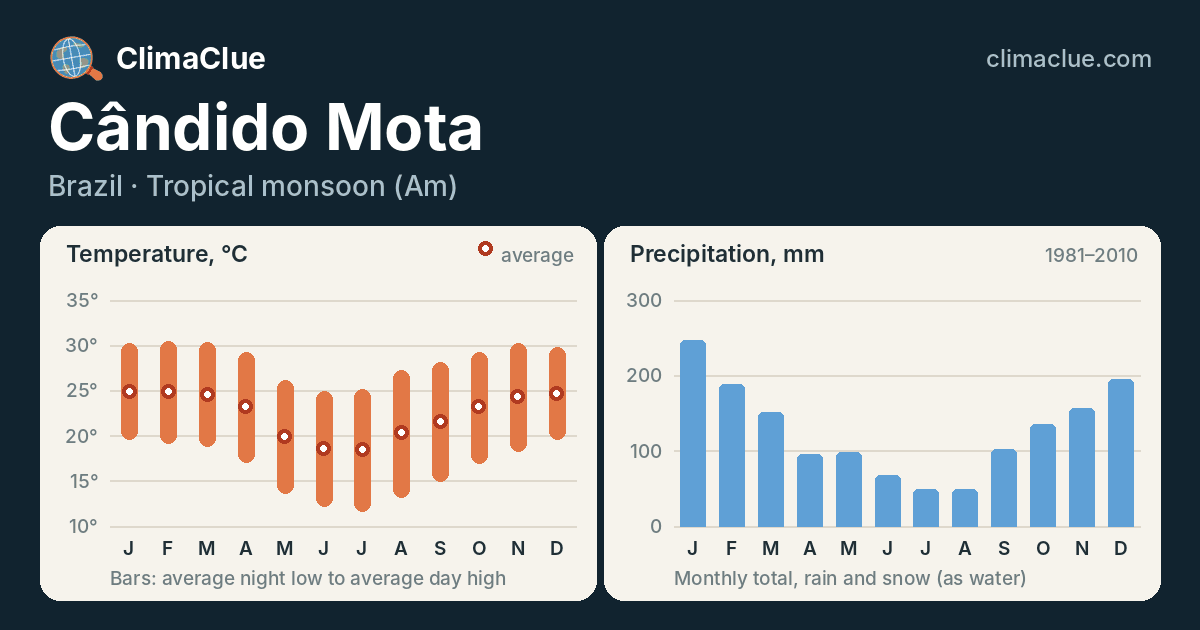 ClimaClue
climaclue.com
Cândido Mota
Brazil · Tropical monsoon (Am)
Temperature, °C
average
35°
30°
25°
20°
15°
10°
J F M A M J J A S O N D
Bars: average night low to average day high
Precipitation, mm
1981–2010
300
200
100
0
J F M A M J J A S O N D
Monthly total, rain and snow (as water)